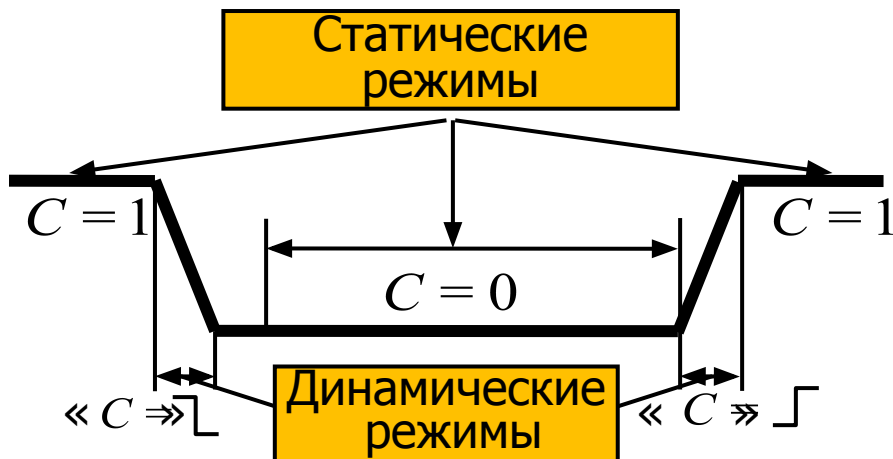 Статические
режимы
C = 1
C = 1
C = 0
Динамические
режимы
« C = »
« C = »